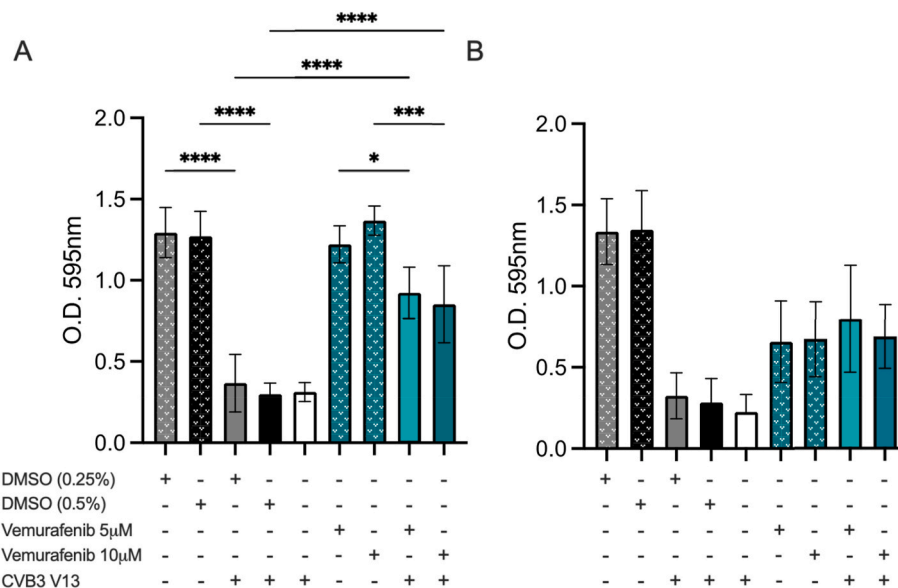 ****
A
****
B
****
***
****
*
2.0
1.5
1.0
0.5
0.0
O.D. 595nm
2.0
1.5
1.0
0.5
0.0
O.D. 595nm
DMSO (0.25%) + - + - - - - - - + - + - - - - - -
DMSO (0.5%) - + - + - - - - - - + - + - - - - -
Vemurafenib 5µM - - - - - + - + - - - - - - + - + -
Vemurafenib 10µM - - - - - - + - + - - - - - - + - +
CVB3 V13 - - + + + - - + + - - + + + - - + +